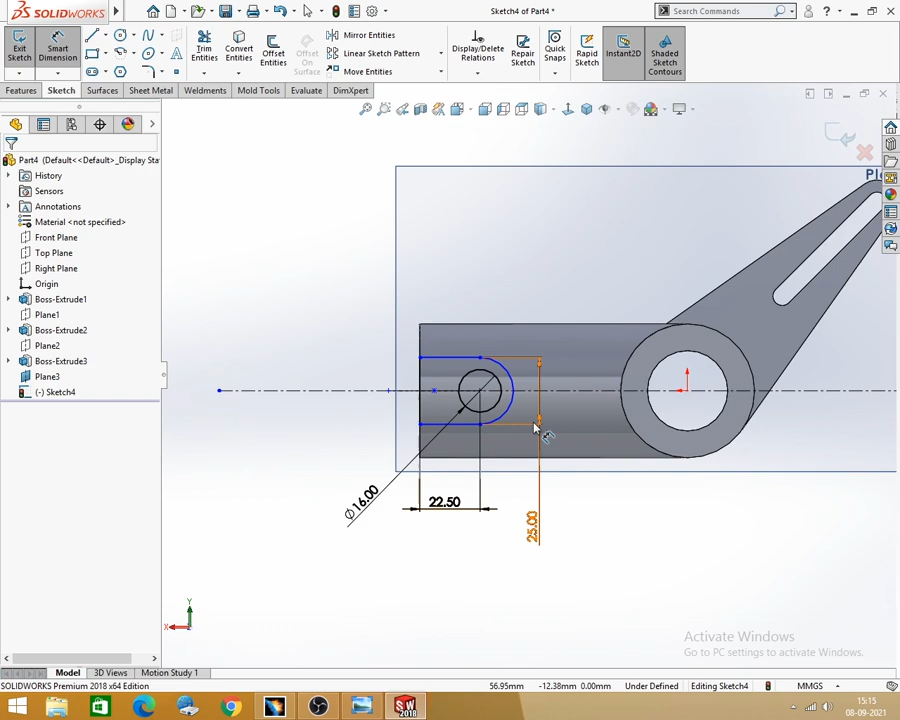 SOLIDWORKS
Sketch4 of Part4 *
Search Commands
?
Exit Sketch
Smart Dimension
Trim Entities
Convert Entities
Offset Entities
Offset On Surface
Mirror Entities
Linear Sketch Pattern
Move Entities
Display/Delete Relations
Repair Sketch
Quick Snaps
Rapid Sketch
Instant2D
Shaded Sketch Contours
Features
Sketch
Surfaces
Sheet Metal
Weldments
Mold Tools
Evaluate
DimXpert
Part4 (Default<<Default>_Display Sta
History
Sensors
Annotations
Material <not specified>
Front Plane
Top Plane
Right Plane
Origin
Boss-Extrude1
Plane1
Boss-Extrude2
Plane2
Boss-Extrude3
Plane3
(-) Sketch4
Ø16.00
22.50
25.00
Y
X
Activate Windows
Go to PC settings to activate Windows.
Model
3D Views
Motion Study 1
SOLIDWORKS Premium 2018 x64 Edition
56.95mm
-12.38mm
0.00mm
Under Defined
Editing Sketch4
MMGS
SW
2018
15:15
08-09-2021